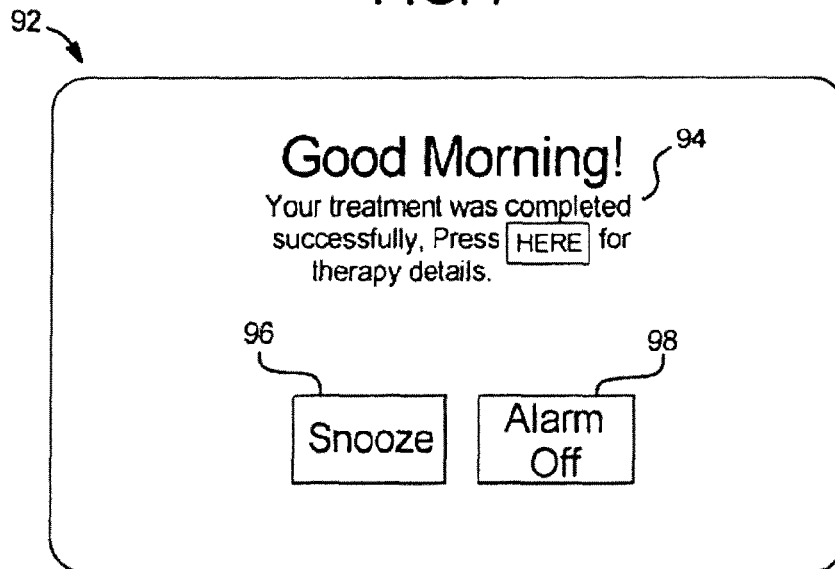 92
Good Morning!
94
Your treatment was completed
successfully, Press HERE for
therapy details.
96
98
Snooze
Alarm
Off